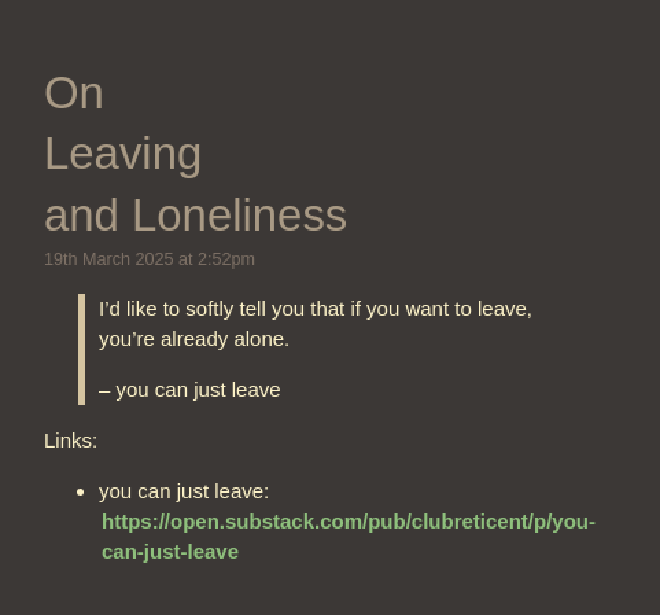 On
Leaving
and Loneliness
19th March 2025 at 2:52pm
I’d like to softly tell you that if you want to leave,
you’re already alone.
– you can just leave
Links:
• you can just leave:
https://open.substack.com/pub/clubreticent/p/you-
can-just-leave